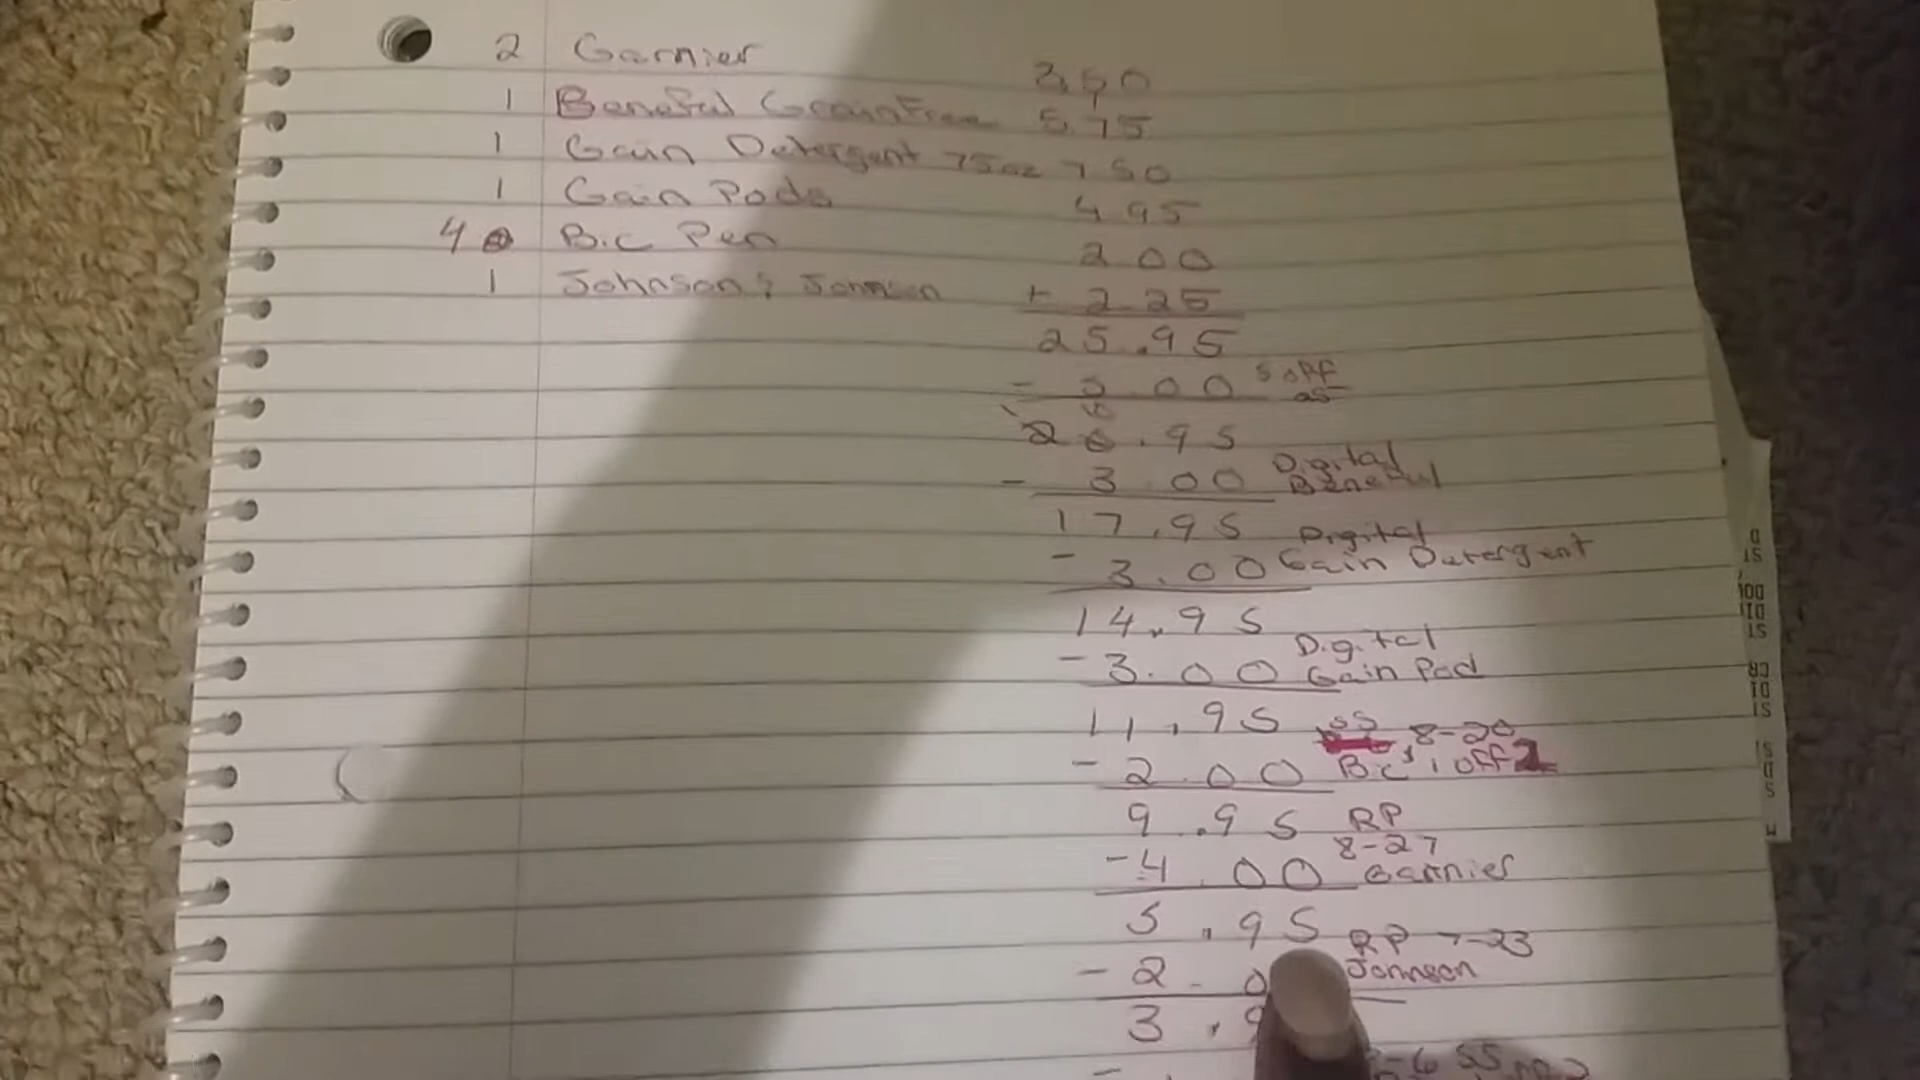 2 Garnier 3.50
1 Beneful GrainFree 5.75
1 Gain Detergent 75oz 7 50
1 Gain Pods 4 95
4 Bic Pen 2 00
1 Johnson & Johnson + 2.25
25.95
- 5.00 5 off 25
20.95
- 3.00 Digital Beneful
17.95
- 3.00 Digital Gain Detergent
14.95
- 3.00 Digital Gain Pod
11.95
- 2.00 SS 8-20 Bic's 1 off 2
9.95
- 4.00 RP 8-27 Garnier
5.95
- 2.0 RP 7-23 Johnson
3.9
-